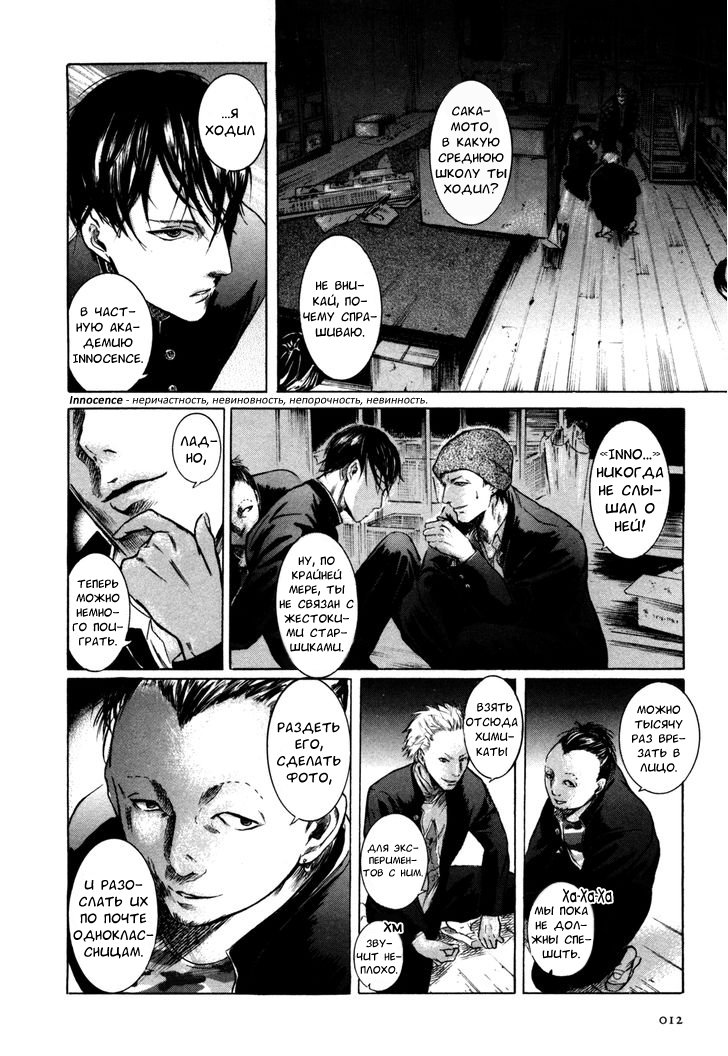 САКА-
МОТО,
В КАКУЮ
СРЕДНЮЮ
ШКОЛУ ТЫ
ХОДИЛ?
НЕ ВНИ-
КАЙ, ПО-
ЧЕМУ СПРА-
ШИВАЮ.
...Я
ХОДИЛ
В ЧАСТ-
НУЮ АКА-
ДЕМИЮ
INNOCENCE.
Innocence - неричастность, невиновность, непорочность, невинность.
«INNO...»
НИКОГДА
НЕ СЛЫ-
ШАЛ О
НЕЙ!
НУ, ПО
КРАЙНЕЙ
МЕРЕ, ТЫ
НЕ СВЯЗАН С
ЖЕСТОКИ-
МИ СТАР-
ШИКАМИ.
ЛАД-
НО,
ТЕПЕРЬ
МОЖНО
НЕМНО-
ГО ПОИ-
ГРАТЬ.
МОЖНО
ТЫСЯЧУ
РАЗ ВРЕ-
ЗАТЬ В
ЛИЦО.
Ха-Ха-Ха
МЫ ПОКА
НЕ ДОЛ-
ЖНЫ СПЕ-
ШИТЬ.
ВЗЯТЬ
ОТСЮДА
ХИМИ-
КАТЫ
ДЛЯ ЭКС-
ПЕРИМЕН-
ТОВ С НИМ.
ХМ
ЗВУ-
ЧИТ НЕ-
ПЛОХО.
РАЗДЕТЬ
ЕГО,
СДЕЛАТЬ
ФОТО,
И РАЗО-
СЛАТЬ ИХ
ПО ПОЧТЕ
ОДНОКЛАС-
СНИЦАМ.
012